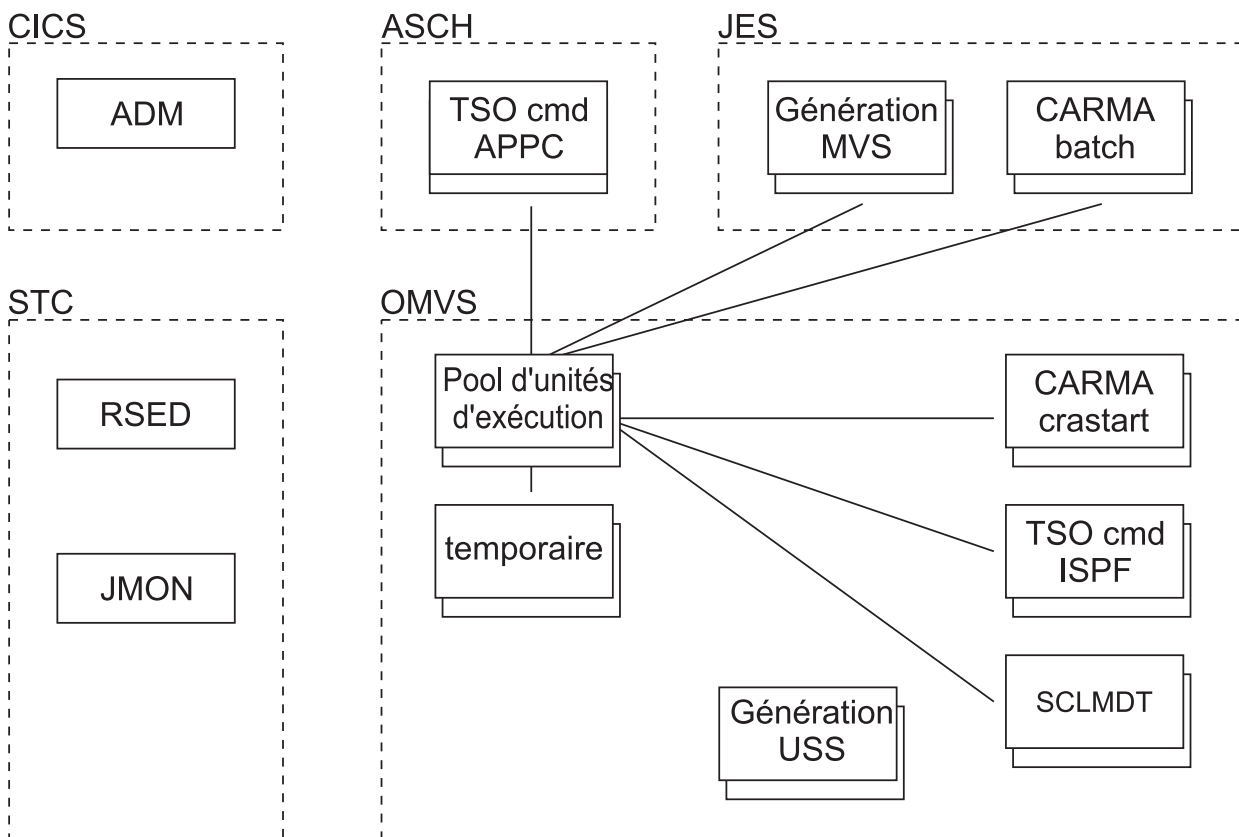 CICS
ADM
ASCH
TSO cmd
APPC
JES
Génération
MVS
CARMA
batch
STC
RSED
JMON
OMVS
Pool d'unités
d'exécution
temporaire
CARMA
crastart
TSO cmd
ISPF
SCLMDT
Génération
USS